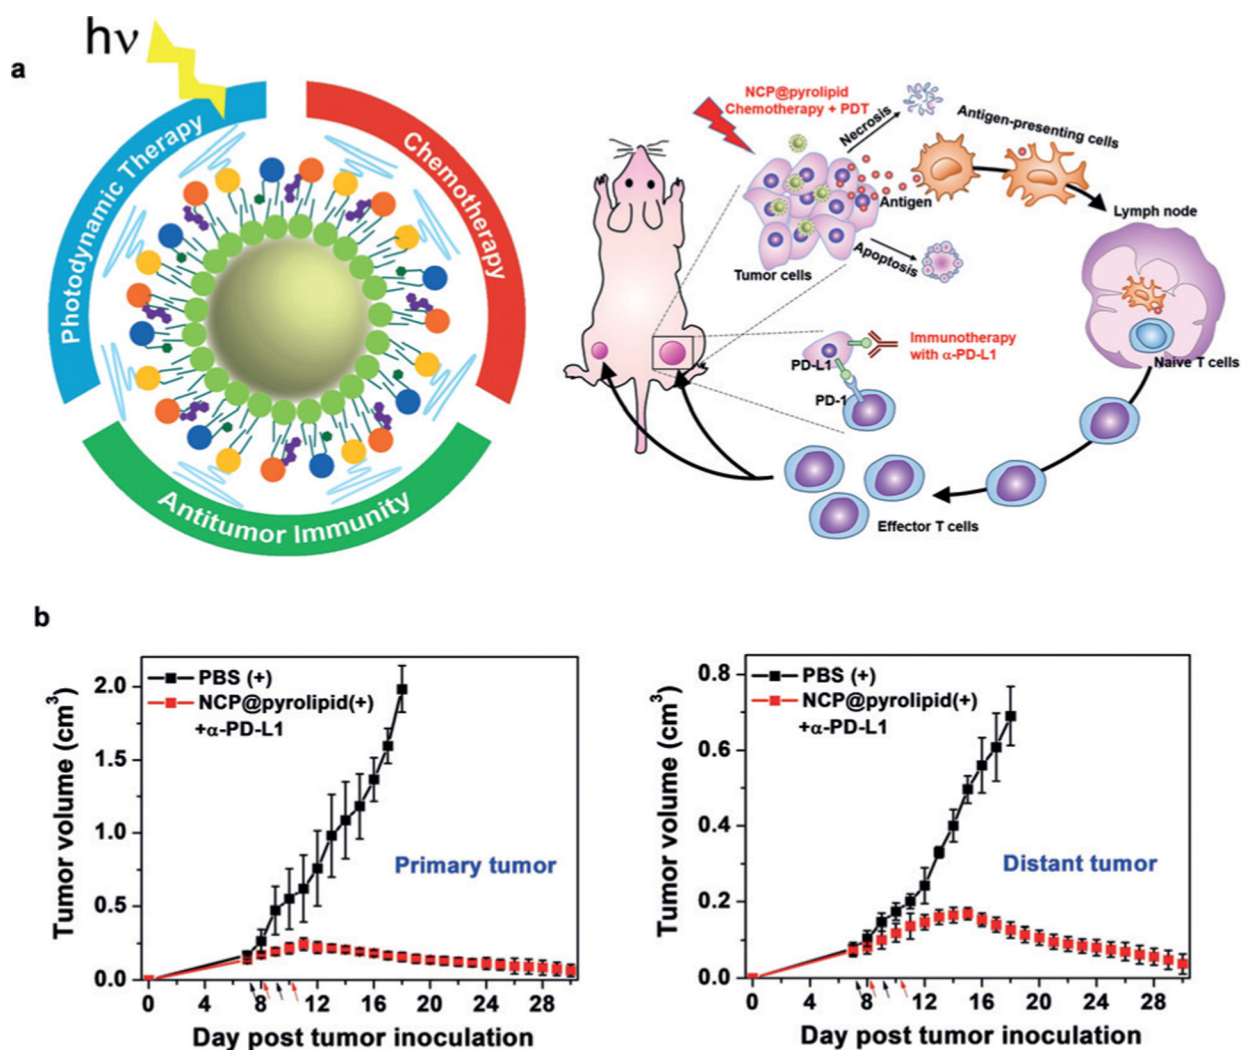 hν
a
Photodynamic Therapy
Chemotherapy
Antitumor Immunity
NCP@pyrolipid
Chemotherapy + PDT
Necrosis
Antigen-presenting cells
Antigen
Lymph node
Apoptosis
Tumor cells
Immunotherapy
with α-PD-L1
PD-L1
PD-1
Naive T cells
Effector T cells
b
PBS (+)
NCP@pyrolipid(+)
+α-PD-L1
Tumor volume (cm³)
2.0
1.5
1.0
0.5
0.0
Primary tumor
0 4 8 12 16 20 24 28
Day post tumor inoculation
PBS (+)
NCP@pyrolipid(+)
+α-PD-L1
Tumor volume (cm³)
0.8
0.6
0.4
0.2
0.0
Distant tumor
0 4 8 12 16 20 24 28
Day post tumor inoculation